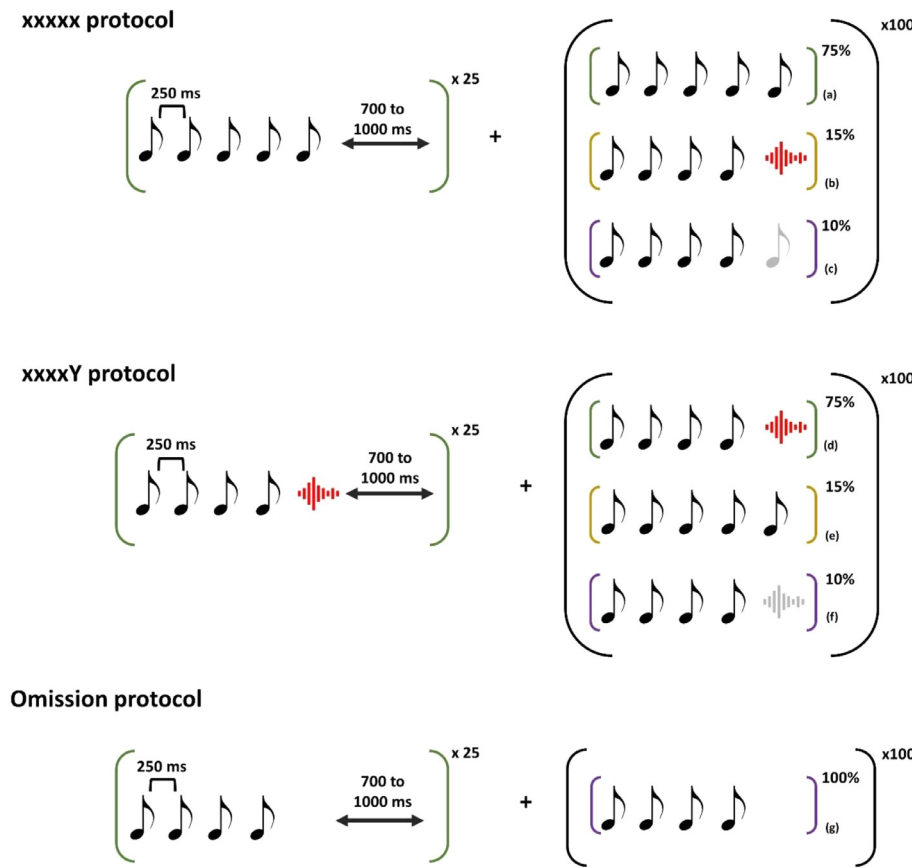 xxxxx protocol
x100
x 25
75%
250 ms
700 to
1000 ms
(a)
+
15%
(b)
10%
(c)
xxxxY protocol
x100
x 25
75%
250 ms
700 to
1000 ms
(d)
+
15%
(e)
10%
(f)
Omission protocol
x 25
x100
250 ms
700 to
1000 ms
100%
+
(g)